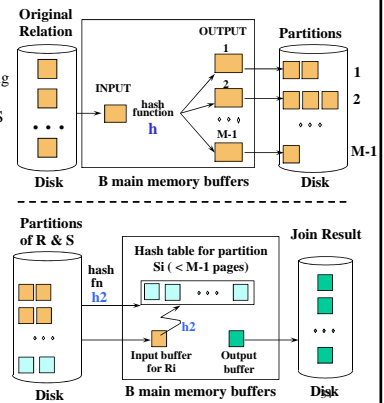 Original
Relation
OUTPUT
Partitions
1
INPUT
2
hash
function
h
M-1
1
2
M-1
Disk
B main memory buffers
Disk
Partitions
of R & S
Join Result
Hash table for partition
Si ( < M-1 pages)
hash
fn
h2
h2
Input buffer
for Ri
Output
buffer
Disk
B main memory buffers
Disk